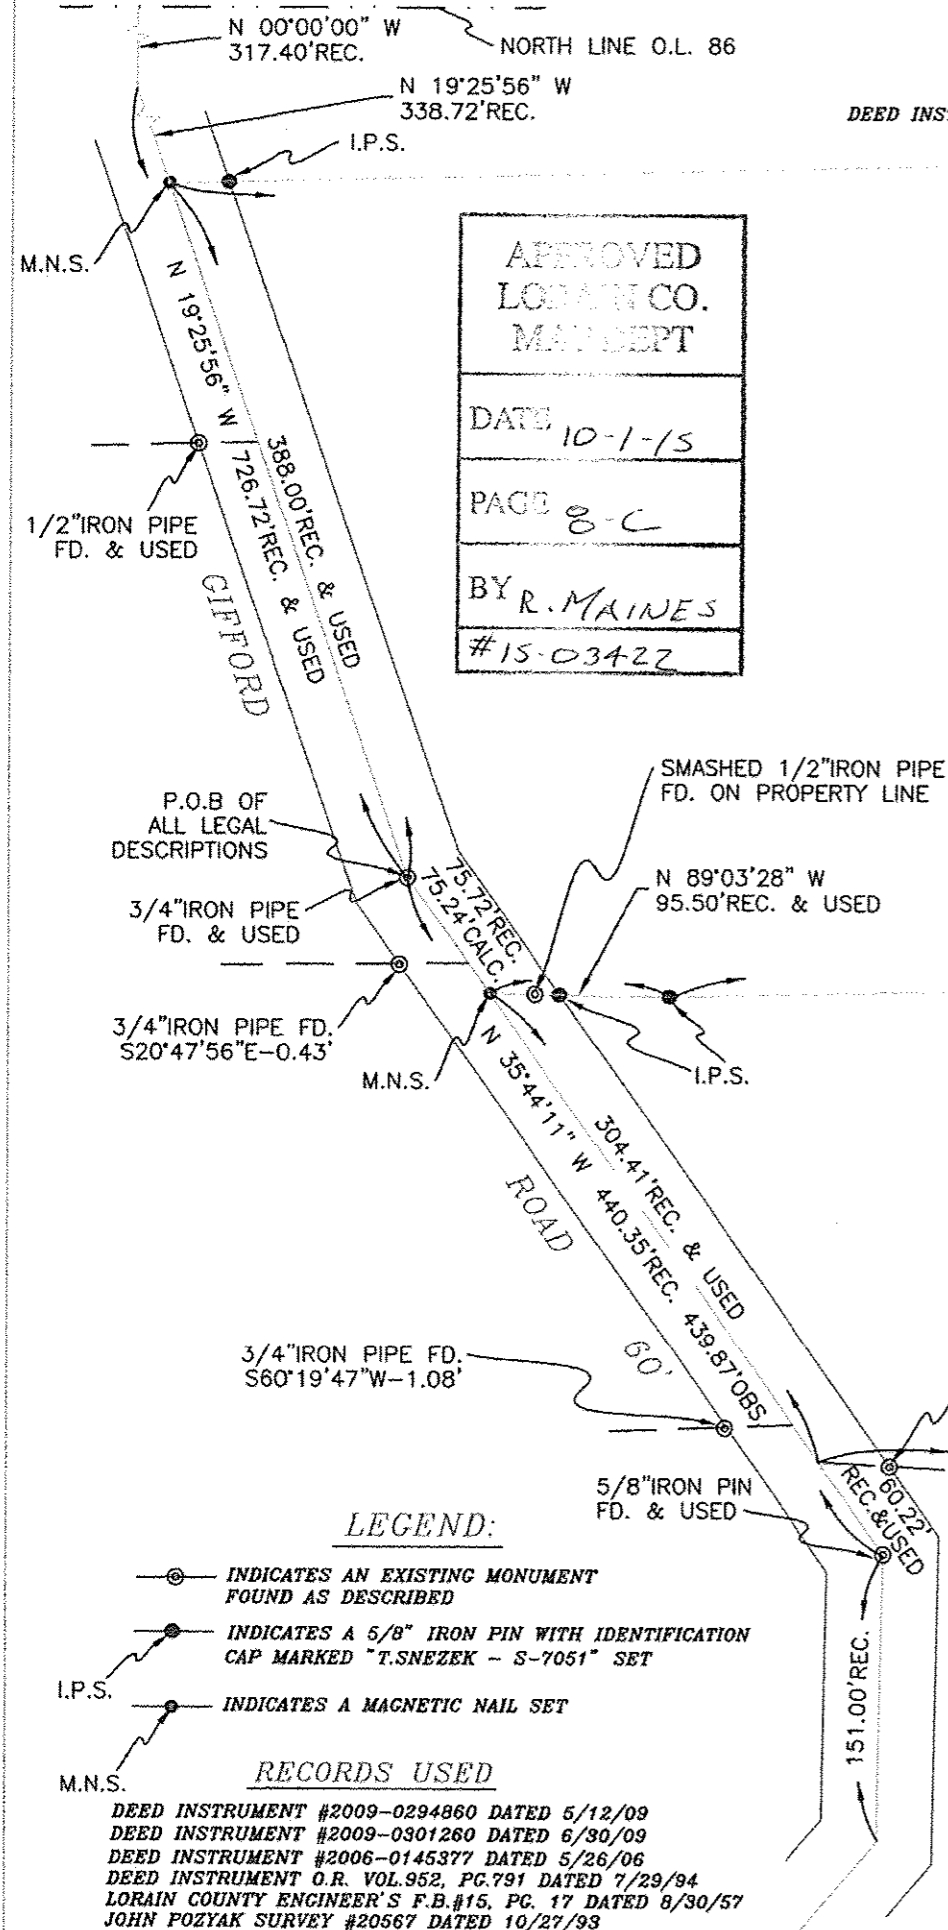 N 00°00'00" W
317.40'REC.
NORTH LINE O.L. 86
N 19°25'56" W
338.72'REC.
DEED INS
I.P.S.
M.N.S.
APPROVED
LORAIN CO.
MAP DEPT
DATE 10-1-15
PAGE 8-C
BY R. MAINES
#15-03422
N 19°25'56" W
388.00'REC. & USED
726.72'REC. & USED
1/2"IRON PIPE
FD. & USED
GIFFORD
SMASHED 1/2"IRON PIPE
FD. ON PROPERTY LINE
P.O.B OF
ALL LEGAL
DESCRIPTIONS
75.72'REC.
75.24'CALC.
N 89°03'28" W
95.50'REC. & USED
3/4"IRON PIPE
FD. & USED
3/4"IRON PIPE FD.
S20°47'56"E-0.43'
M.N.S.
I.P.S.
N 35°44'11" W 440.35'REC. 439.87'OBS.
304.41'REC. & USED
ROAD
60'
3/4"IRON PIPE FD.
S60°19'47"W-1.08'
5/8"IRON PIN
FD. & USED
60.22'
REC.&USED
151.00'REC.
LEGEND:
INDICATES AN EXISTING MONUMENT
FOUND AS DESCRIBED
INDICATES A 5/8" IRON PIN WITH IDENTIFICATION
CAP MARKED "T.SNEZEK - S-7051" SET
I.P.S.
INDICATES A MAGNETIC NAIL SET
M.N.S.
RECORDS USED
DEED INSTRUMENT #2009-0294860 DATED 5/12/09
DEED INSTRUMENT #2009-0301260 DATED 6/30/09
DEED INSTRUMENT #2006-0145377 DATED 5/26/06
DEED INSTRUMENT O.R. VOL.952, PG.791 DATED 7/29/94
LORAIN COUNTY ENGINEER'S F.B.#15, PG. 17 DATED 8/30/57
JOHN POZYAK SURVEY #20567 DATED 10/27/93